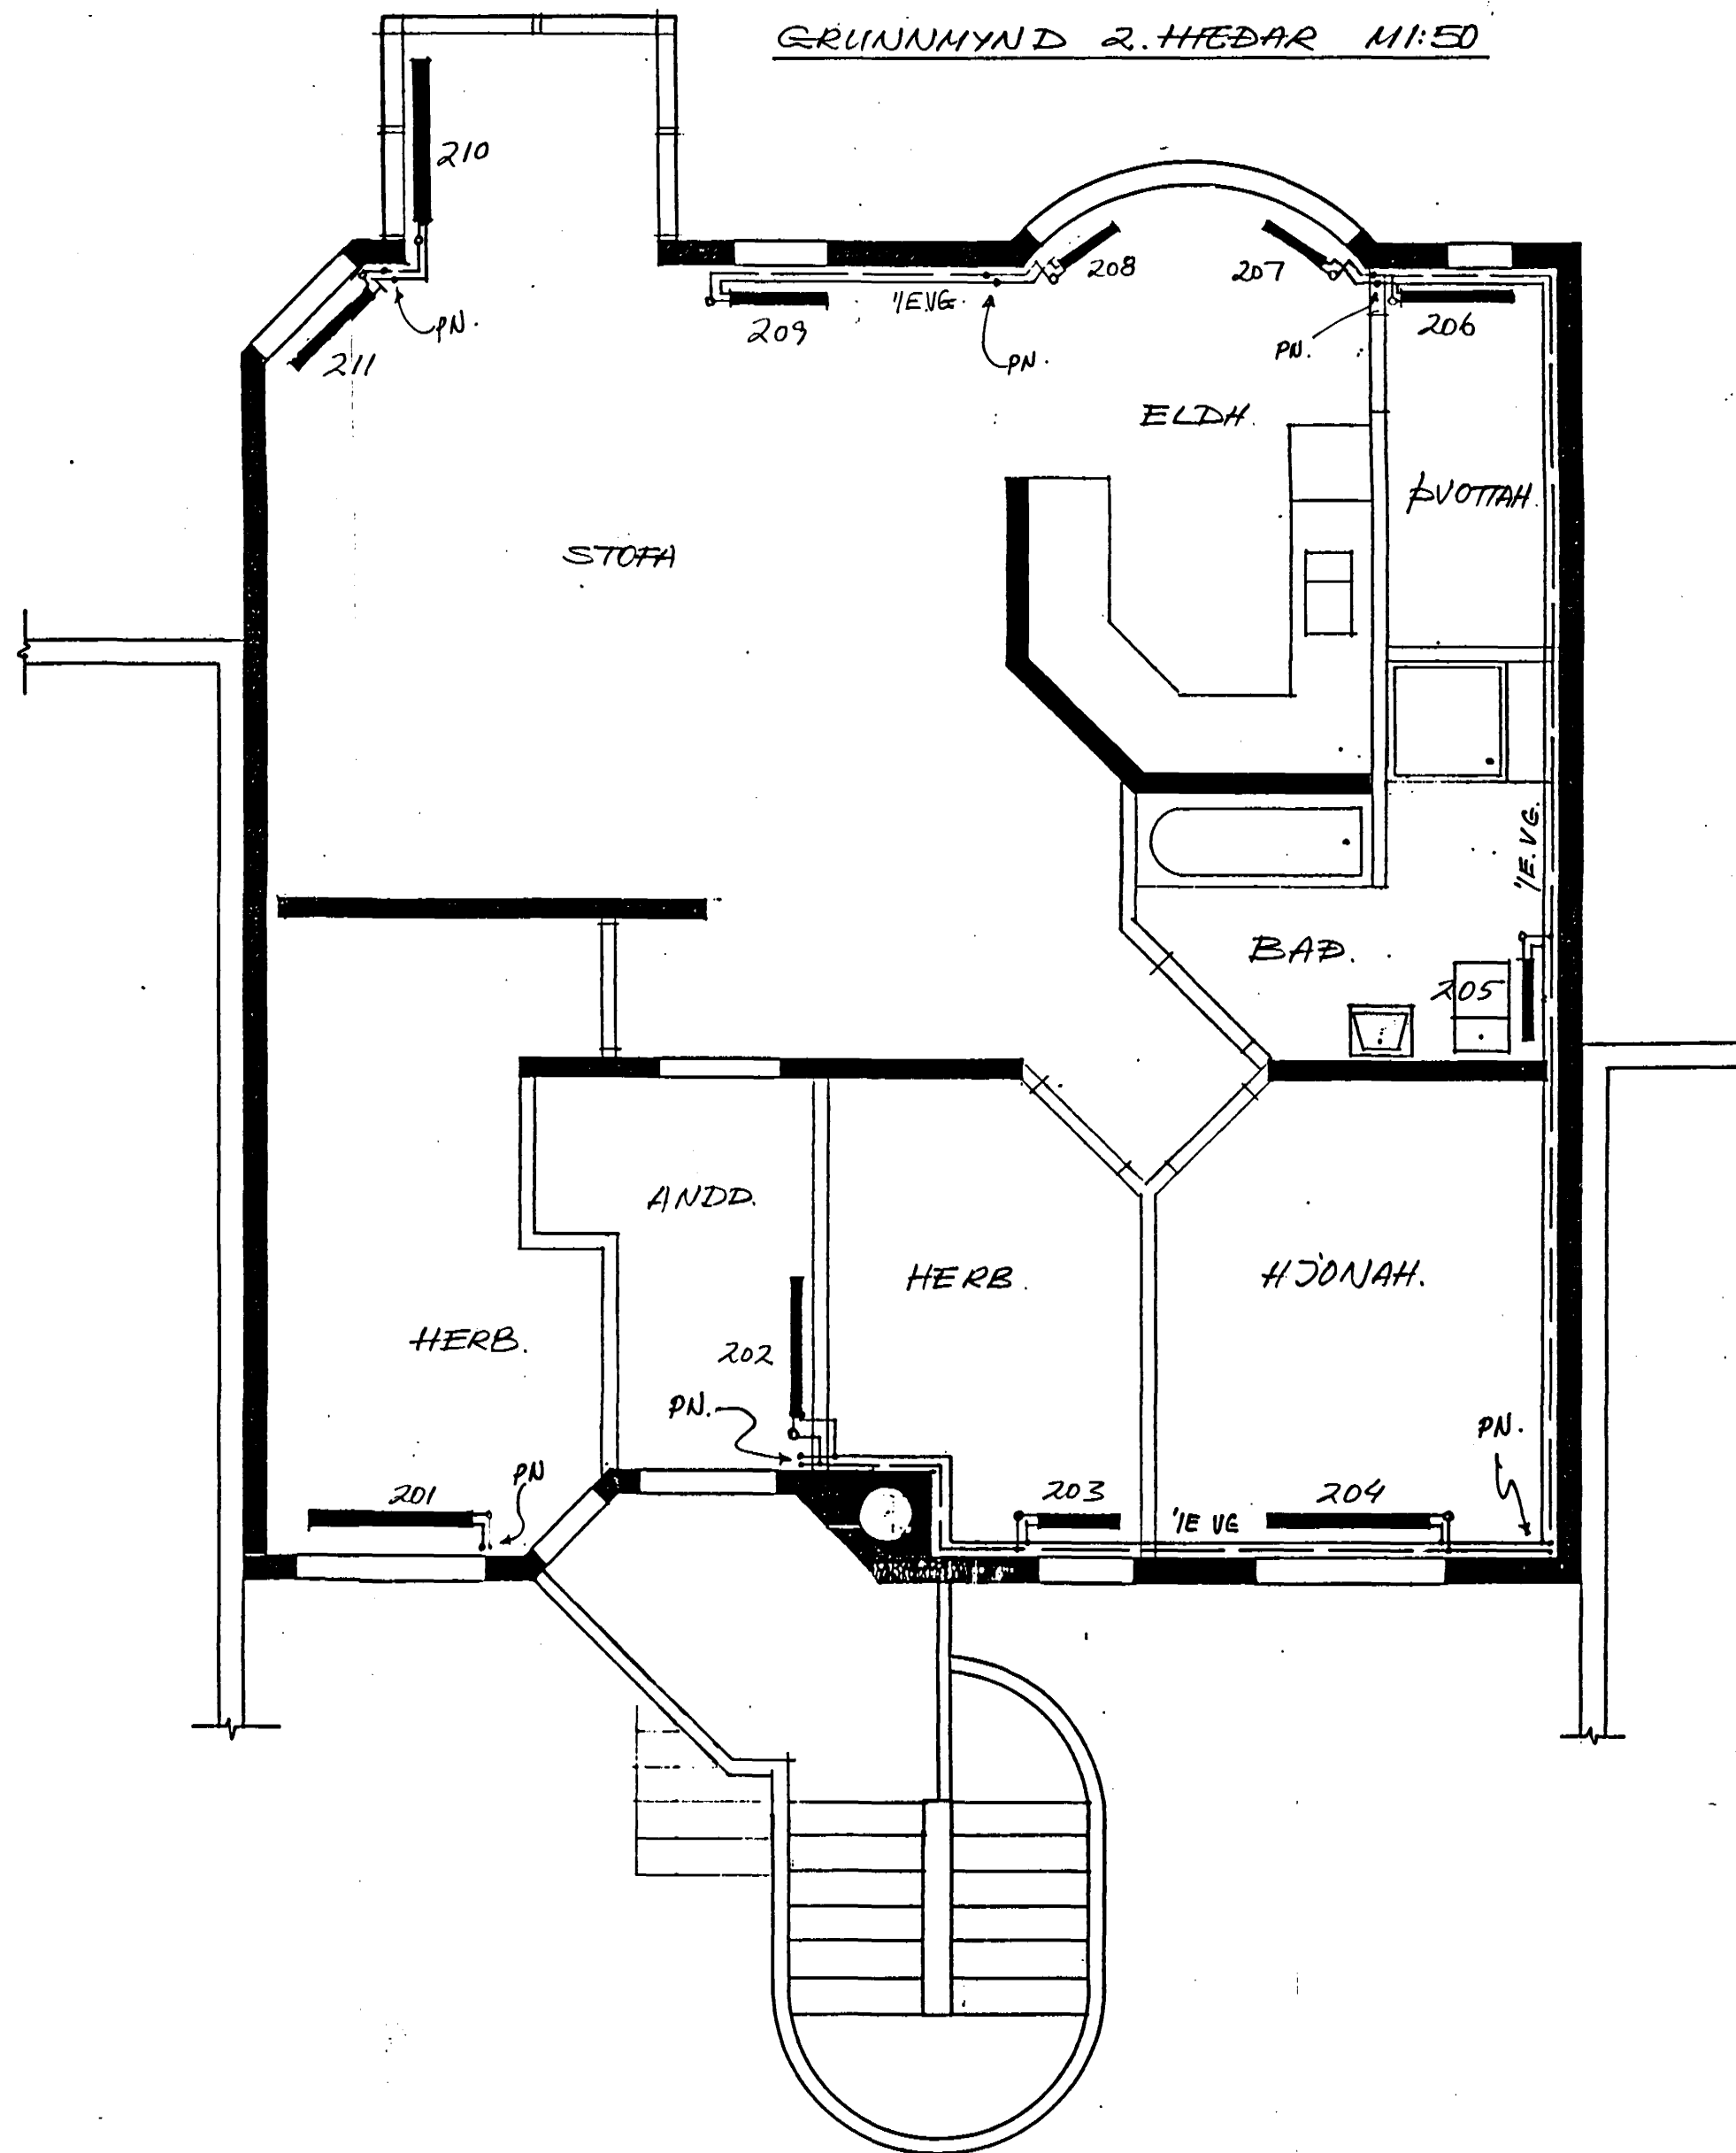 GRUNNMYND 2. HÆÐAR M1:50
210
208
207
209
1/E.VG.
PN.
206
211
PN.
PN.
ELDH.
ÞVOTTAH.
STOFA
1/E.VG.
BAÐ.
205
ANDD.
HERB.
HJÓNAH.
HERB.
202
PN.
PN.
201
PN
203
1/E VG
204